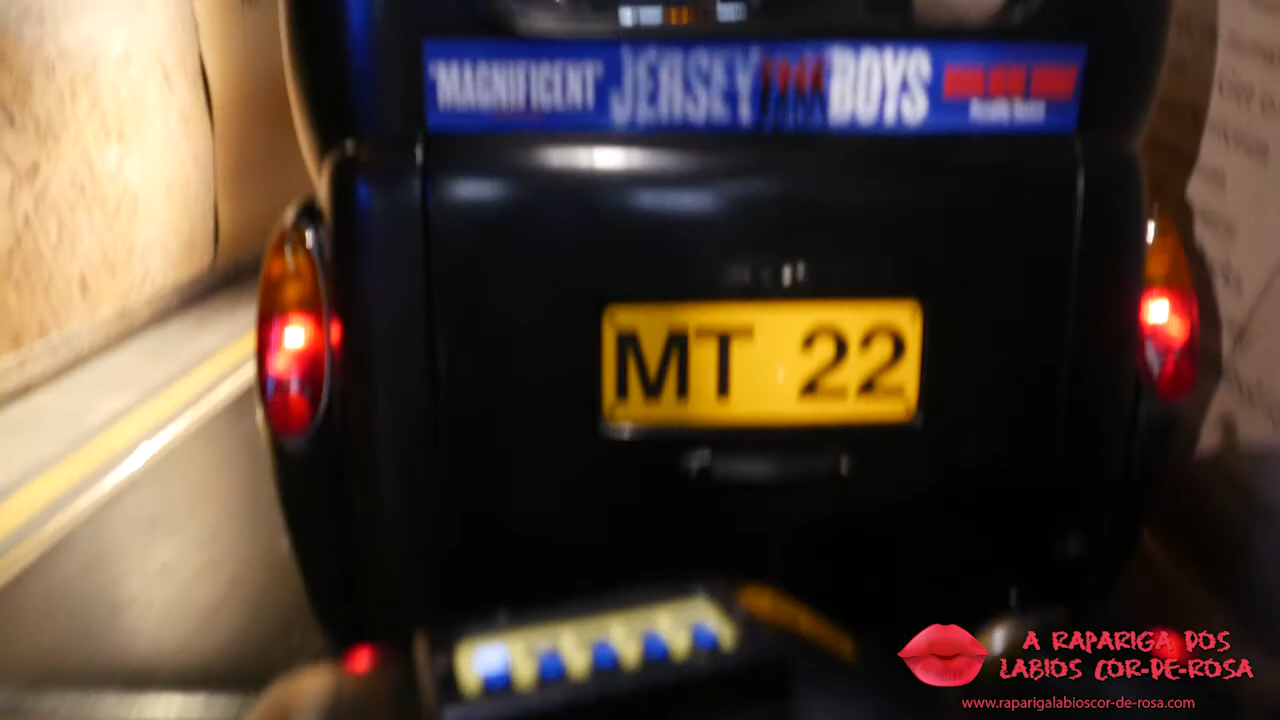 'MAGNIFICENT' JERSEY BOYS
MT 22
A RAPARIGA DOS
LABIOS COR-DE-ROSA
www.raparigalabioscor-de-rosa.com